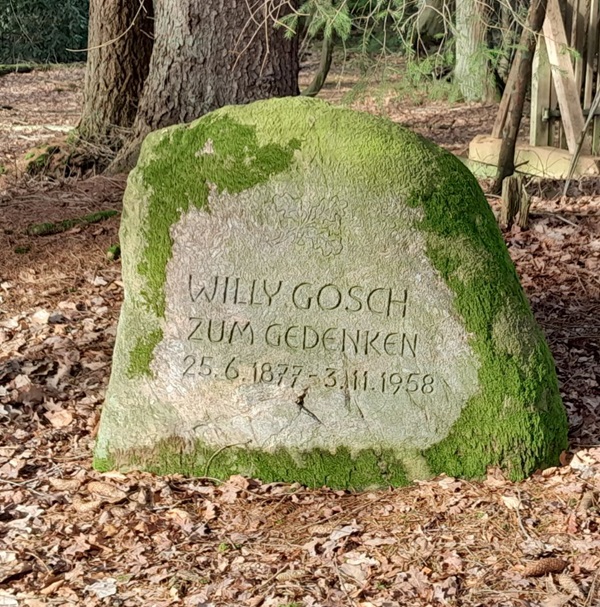 WILLY GOSCH
ZUM GEDENKEN
25.6.1877-3.11.1958